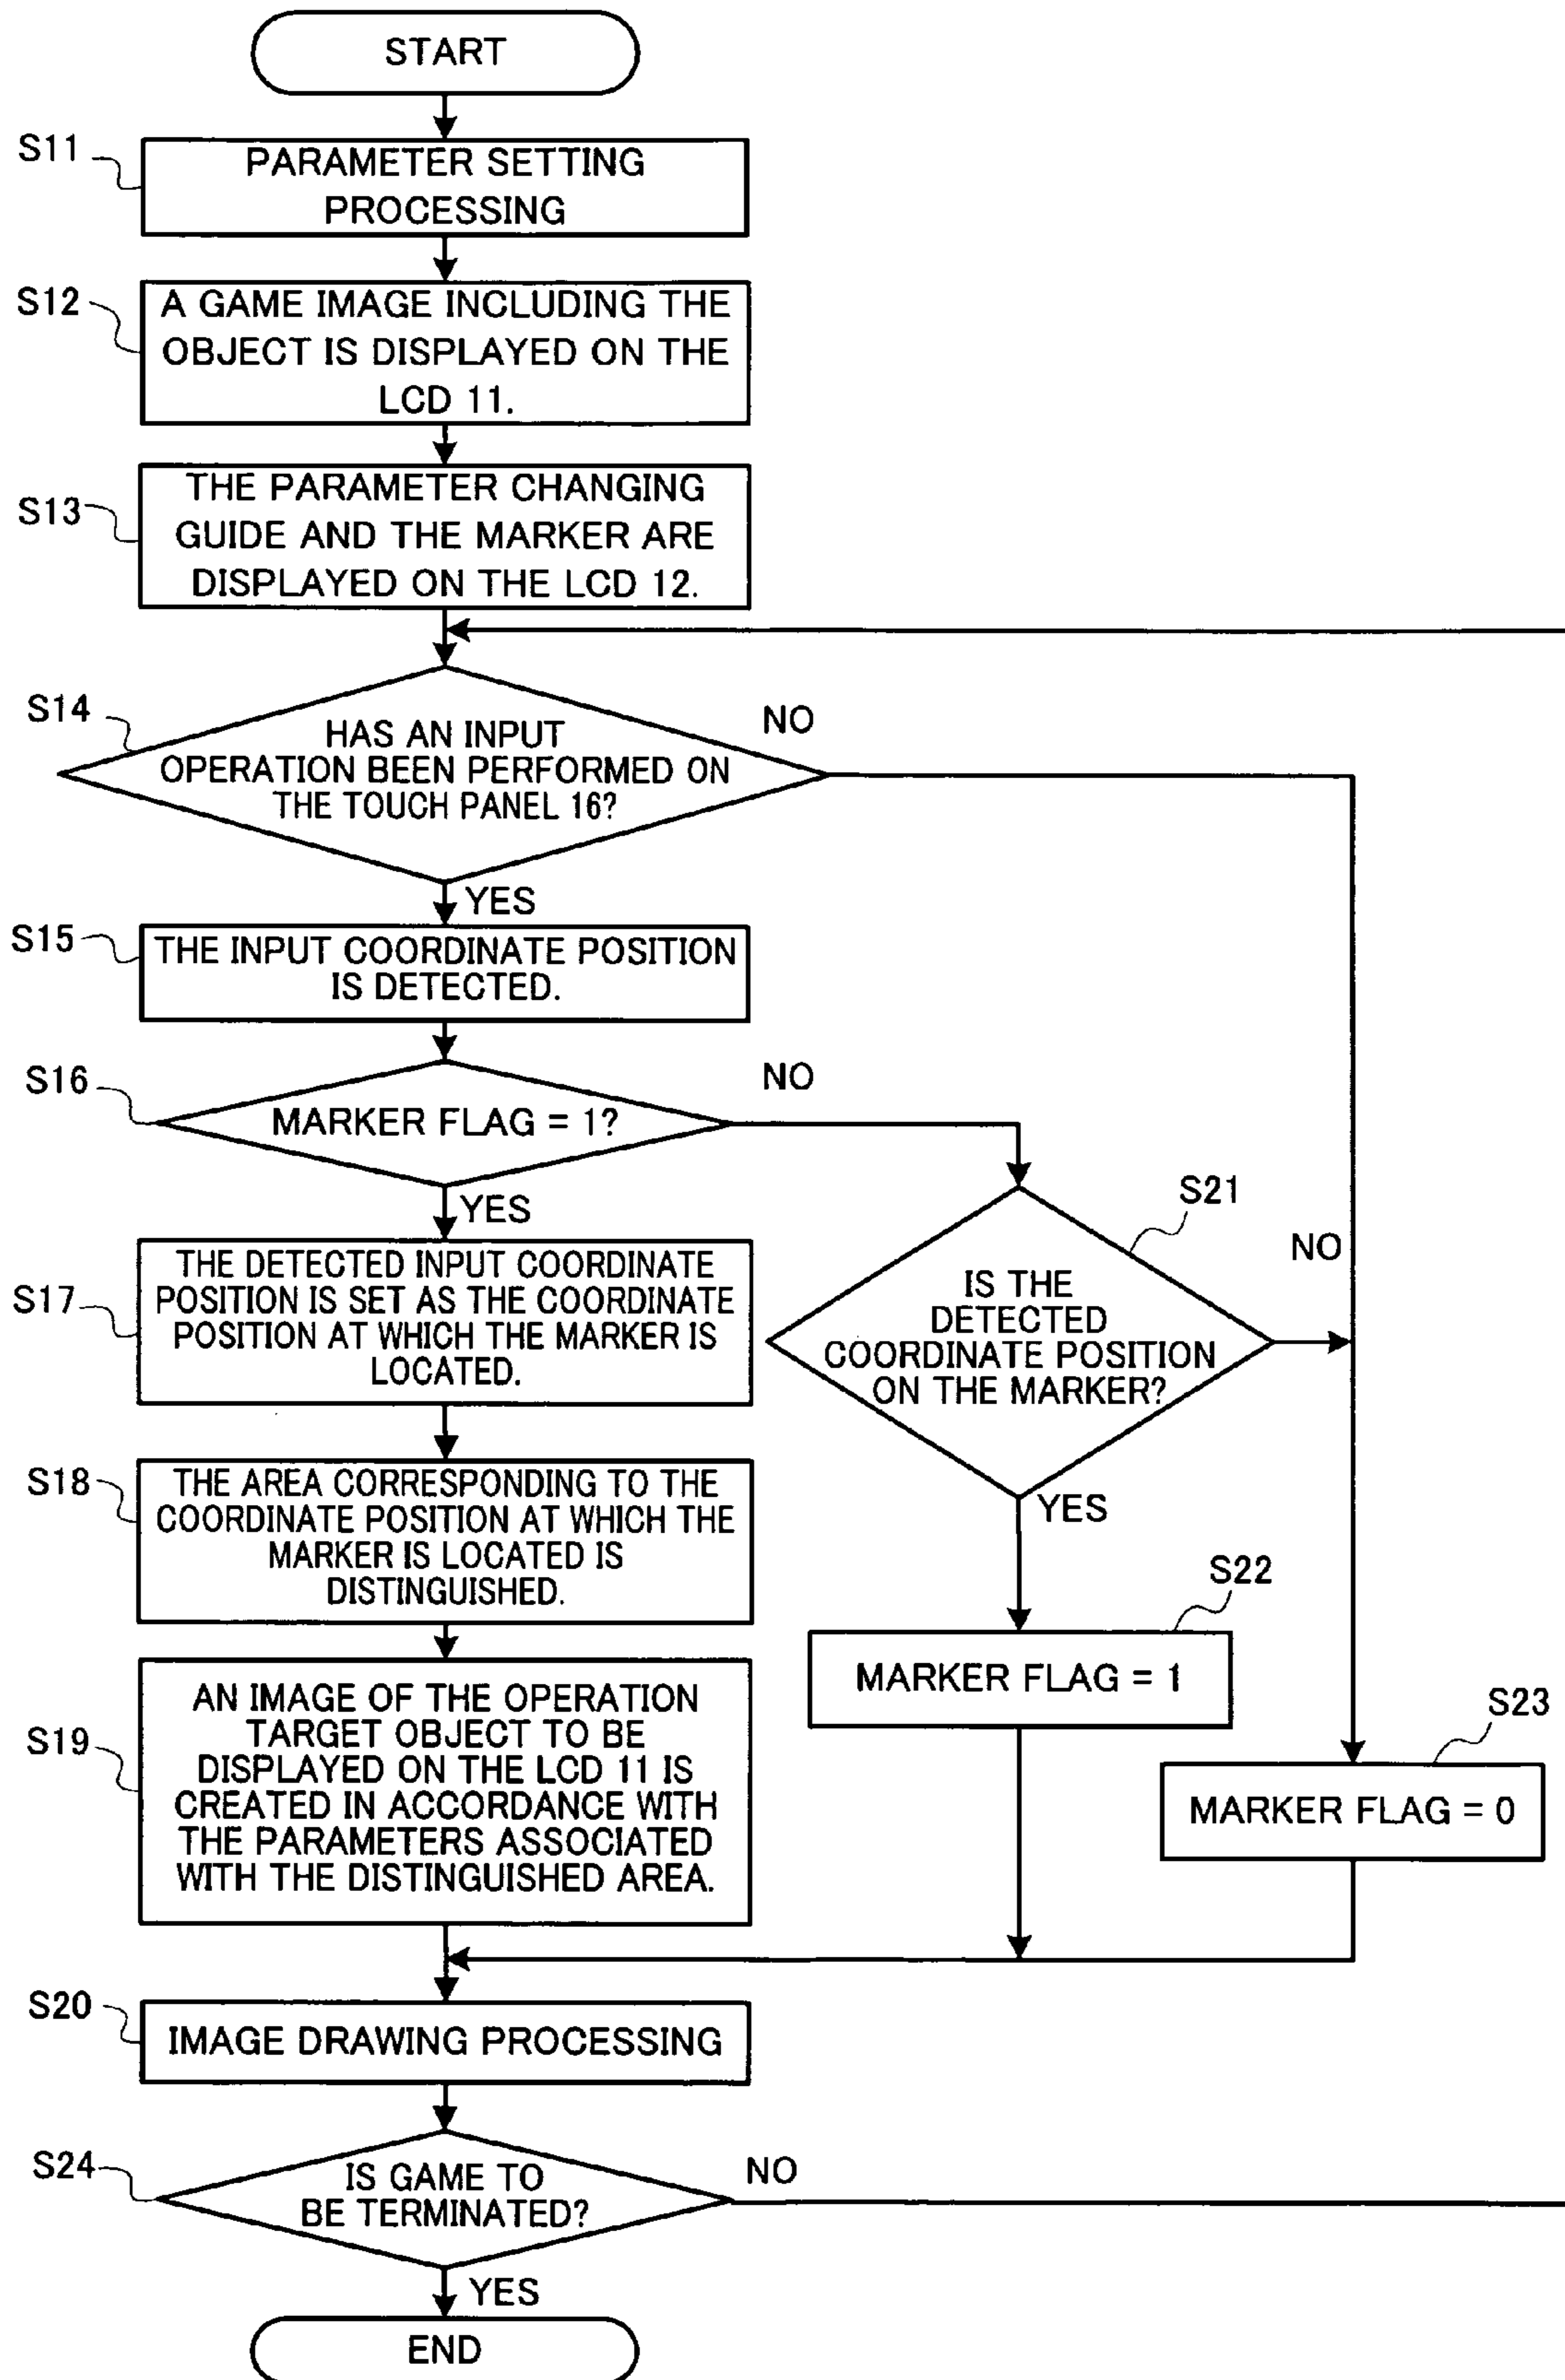 START
S11
PARAMETER SETTING
PROCESSING
S12
A GAME IMAGE INCLUDING THE
OBJECT IS DISPLAYED ON THE
LCD 11.
S13
THE PARAMETER CHANGING
GUIDE AND THE MARKER ARE
DISPLAYED ON THE LCD 12.
S14
HAS AN INPUT
OPERATION BEEN PERFORMED ON
THE TOUCH PANEL 16?
NO
YES
S15
THE INPUT COORDINATE POSITION
IS DETECTED.
S16
MARKER FLAG = 1?
NO
YES
S17
THE DETECTED INPUT COORDINATE
POSITION IS SET AS THE COORDINATE
POSITION AT WHICH THE MARKER IS
LOCATED.
S21
IS THE
DETECTED
COORDINATE POSITION
ON THE MARKER?
NO
YES
S18
THE AREA CORRESPONDING TO THE
COORDINATE POSITION AT WHICH THE
MARKER IS LOCATED IS
DISTINGUISHED.
S22
MARKER FLAG = 1
S23
MARKER FLAG = 0
S19
AN IMAGE OF THE OPERATION
TARGET OBJECT TO BE
DISPLAYED ON THE LCD 11 IS
CREATED IN ACCORDANCE WITH
THE PARAMETERS ASSOCIATED
WITH THE DISTINGUISHED AREA.
S20
IMAGE DRAWING PROCESSING
S24
IS GAME TO
BE TERMINATED?
NO
YES
END